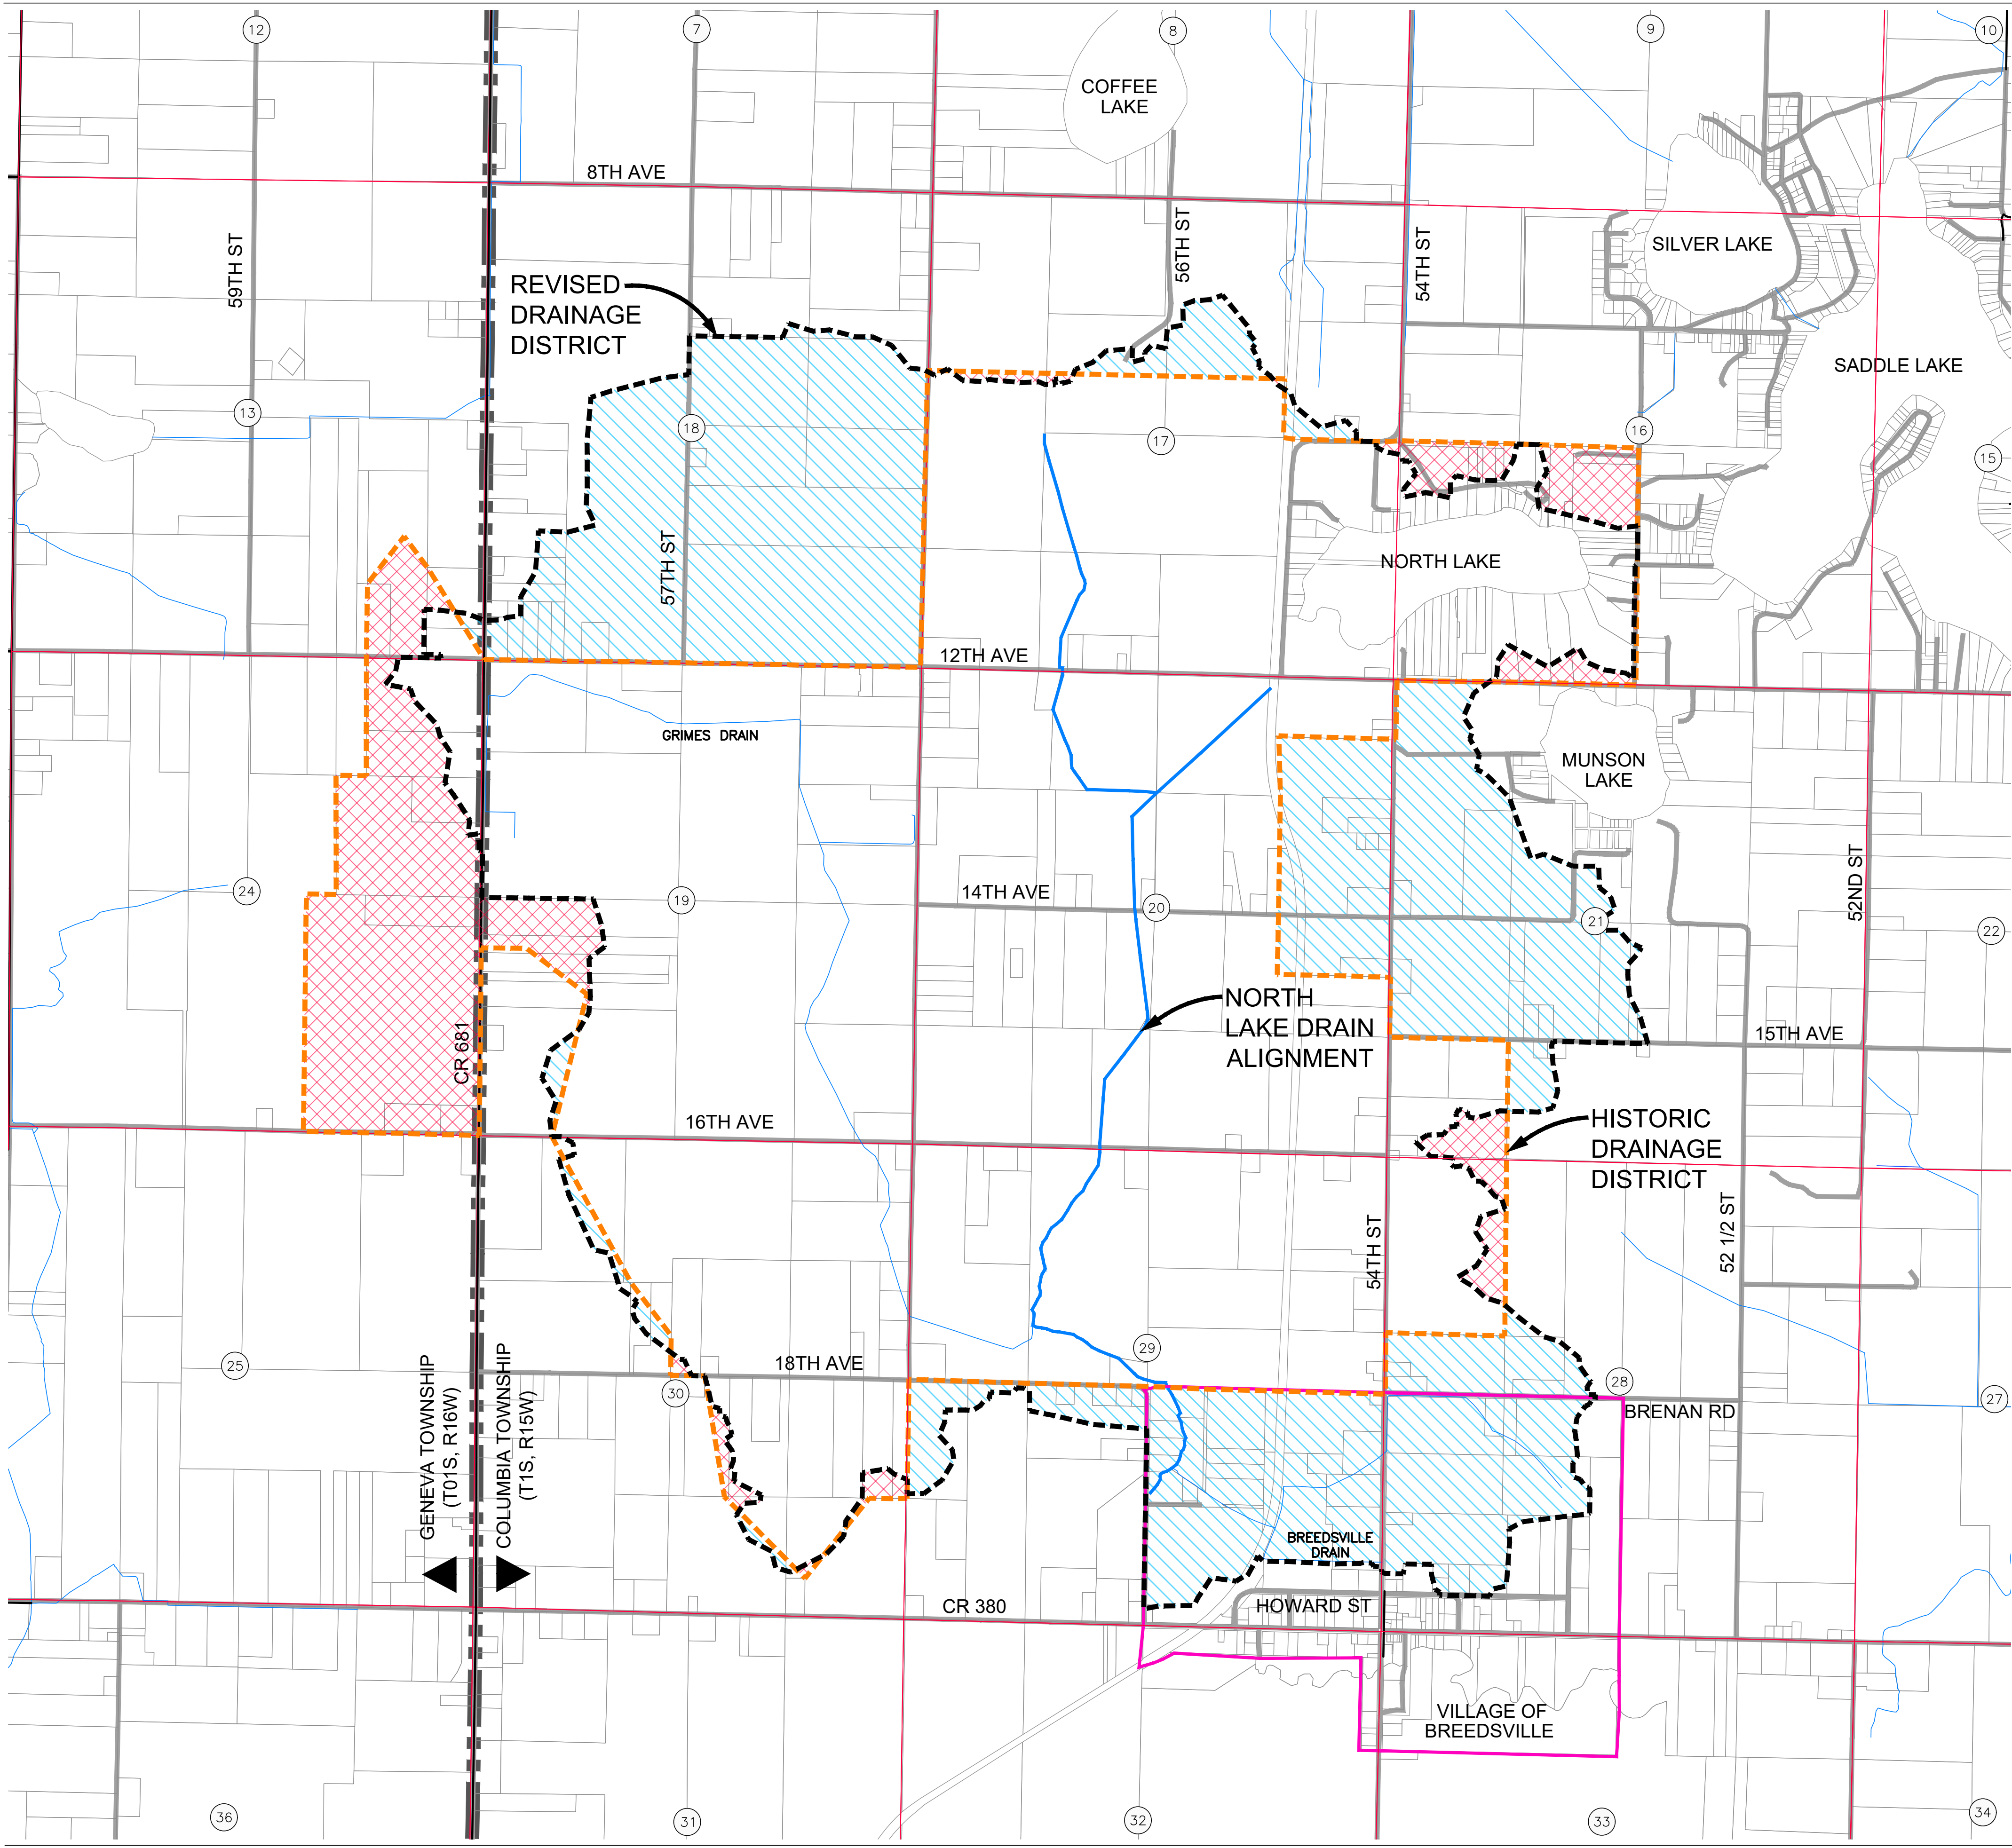 12
7
8
9
10
COFFEE
LAKE
8TH AVE
59TH ST
56TH ST
54TH ST
SILVER LAKE
REVISED
DRAINAGE
DISTRICT
SADDLE LAKE
13
18
17
16
15
57TH ST
NORTH LAKE
12TH AVE
GRIMES DRAIN
MUNSON
LAKE
24
19
14TH AVE
20
21
52ND ST
22
NORTH
LAKE DRAIN
ALIGNMENT
CR 681
15TH AVE
16TH AVE
HISTORIC
DRAINAGE
DISTRICT
54TH ST
52 1/2 ST
25
GENEVA TOWNSHIP
(T01S, R16W)
COLUMBIA TOWNSHIP
(T1S, R15W)
18TH AVE
30
29
28
27
BRENAN RD
BREEDSVILLE
DRAIN
CR 380
HOWARD ST
VILLAGE OF
BREEDSVILLE
36
31
32
33
34